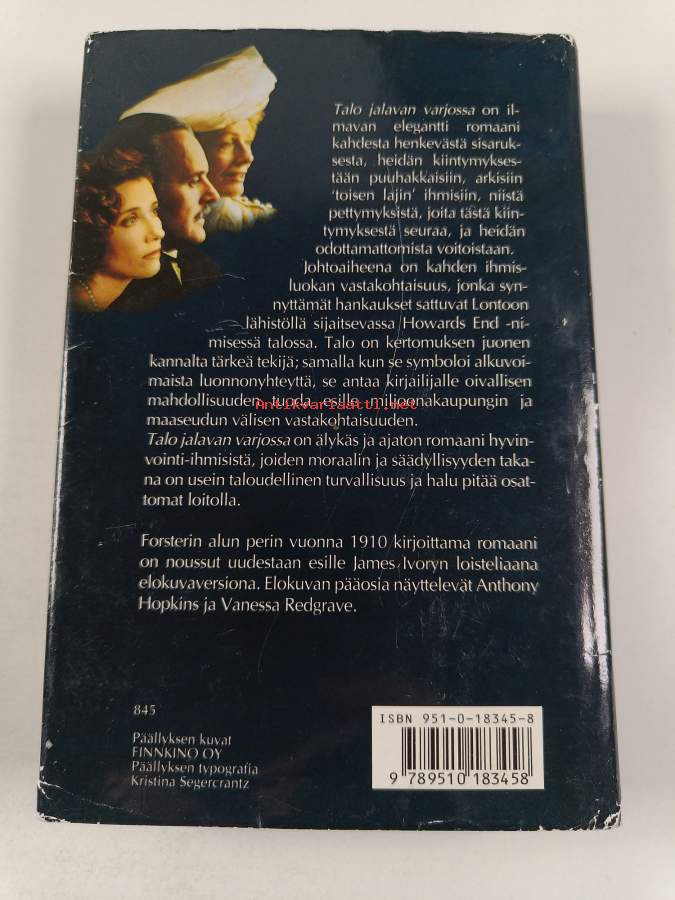 Talo jalavan varjossa on il-
mavan elegantti romaani
kahdesta henkevästä sisaruk-
sesta, heidän kiintymykses-
tään puuhakkaisiin, arkisiin
'toisen lajin' ihmisiin, niistä
pettymyksistä, joita tästä kiin-
tymyksestä seuraa, ja heidän
odottamattomista voitoistaan.
Johtoaiheena on kahden ihmis-
luokan vastakohtaisuus, jonka syn-
nyttämät hankaukset sattuvat Lontoon
lähistöllä sijaitsevassa Howards End -ni-
misessä talossa. Talo on kertomuksen juonen
kannalta tärkeä tekijä; samalla kun se symboloi alkuvoi-
maista luonnonyhteyttä, se antaa kirjailijalle oivallisen
mahdollisuuden tuoda esille miljoonakaupungin ja
Antikvariaatti.net
maaseudun välisen vastakohtaisuuden.
Talo jalavan varjossa on älykäs ja ajaton romaani hyvin-
vointi-ihmisistä, joiden moraalin ja säädyllisyyden taka-
na on usein taloudellinen turvallisuus ja halu pitää osat-
tomat loitolla.
Forsterin alun perin vuonna 1910 kirjoittama romaani
on noussut uudestaan esille James Ivoryn loisteliaana
elokuvaversiona. Elokuvan pääosia näyttelevät Anthony
Hopkins ja Vanessa Redgrave.
845
Päällyksen kuvat
FINNKINO OY
Päällyksen typografia
Kristina Segercrantz
ISBN 951-0-18345-8
9 789510 183458